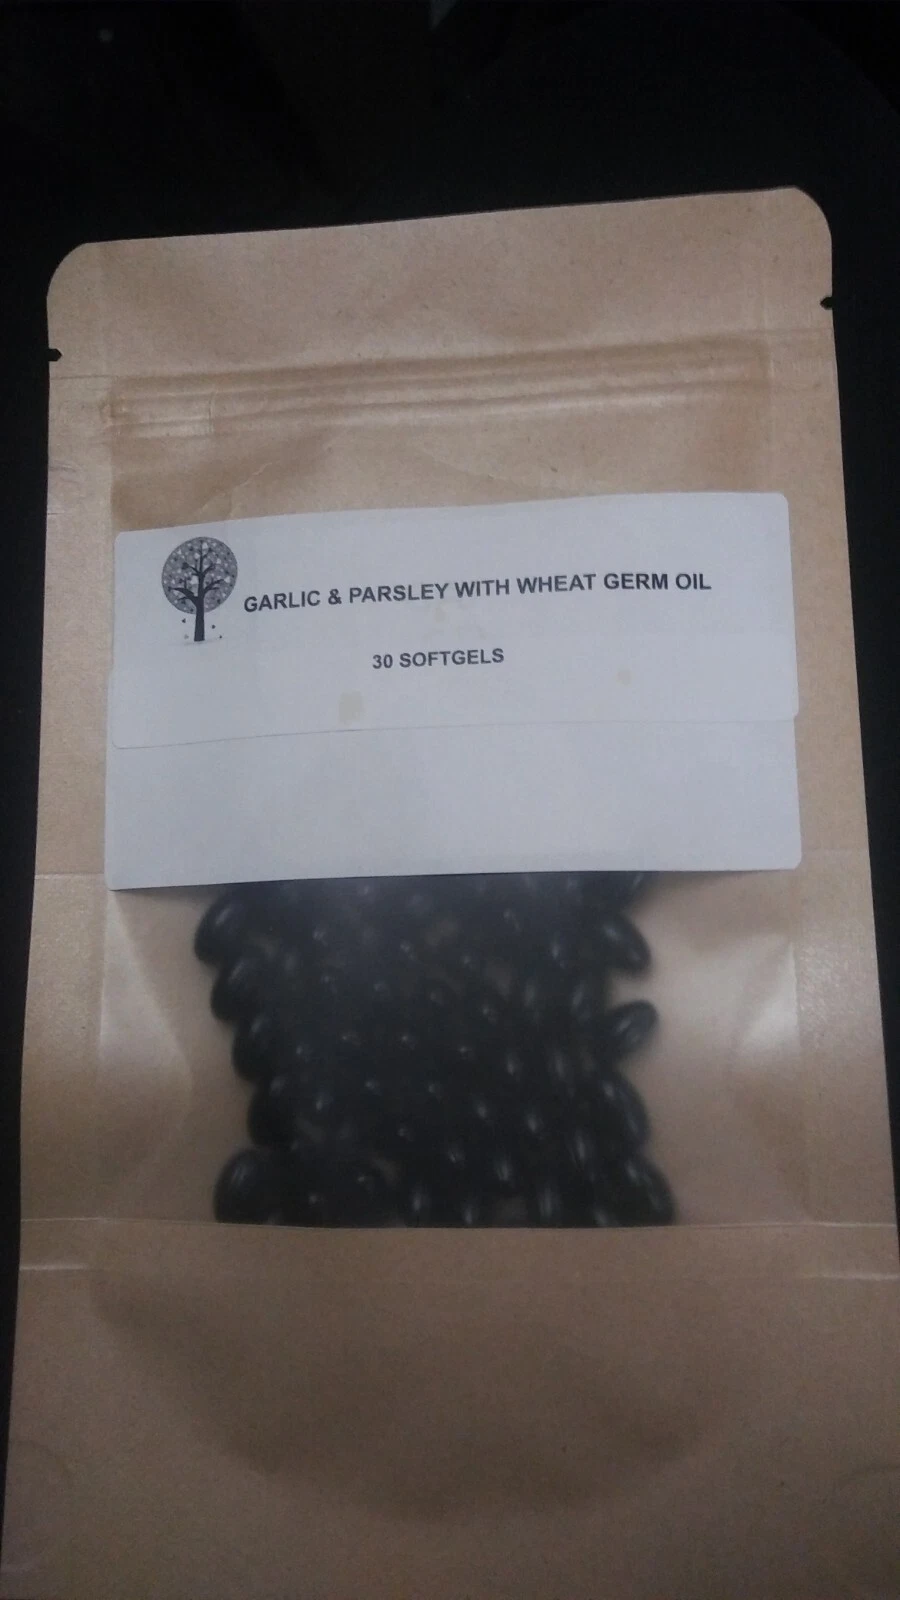 GARLIC & PARSLEY WITH WHEAT GERM OIL
30 SOFTGELS